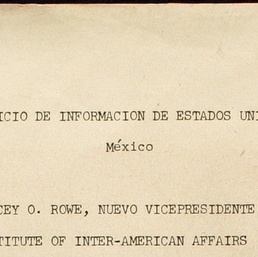 ICIO DE INFORMACION DE ESTADOS UNI
México
CEY O. ROWE, NUEVO VICEPRESIDENTE
TITUTE OF INTER-AMERICAN AFFAIRS